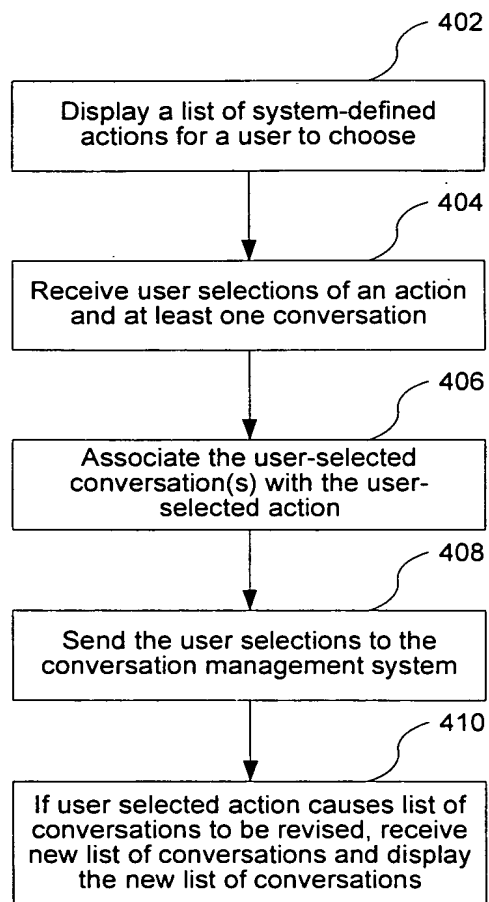 402
Display a list of system-defined
actions for a user to choose
404
Receive user selections of an action
and at least one conversation
406
Associate the user-selected
conversation(s) with the user-
selected action
408
Send the user selections to the
conversation management system
410
If user selected action causes list of
conversations to be revised, receive
new list of conversations and display
the new list of conversations